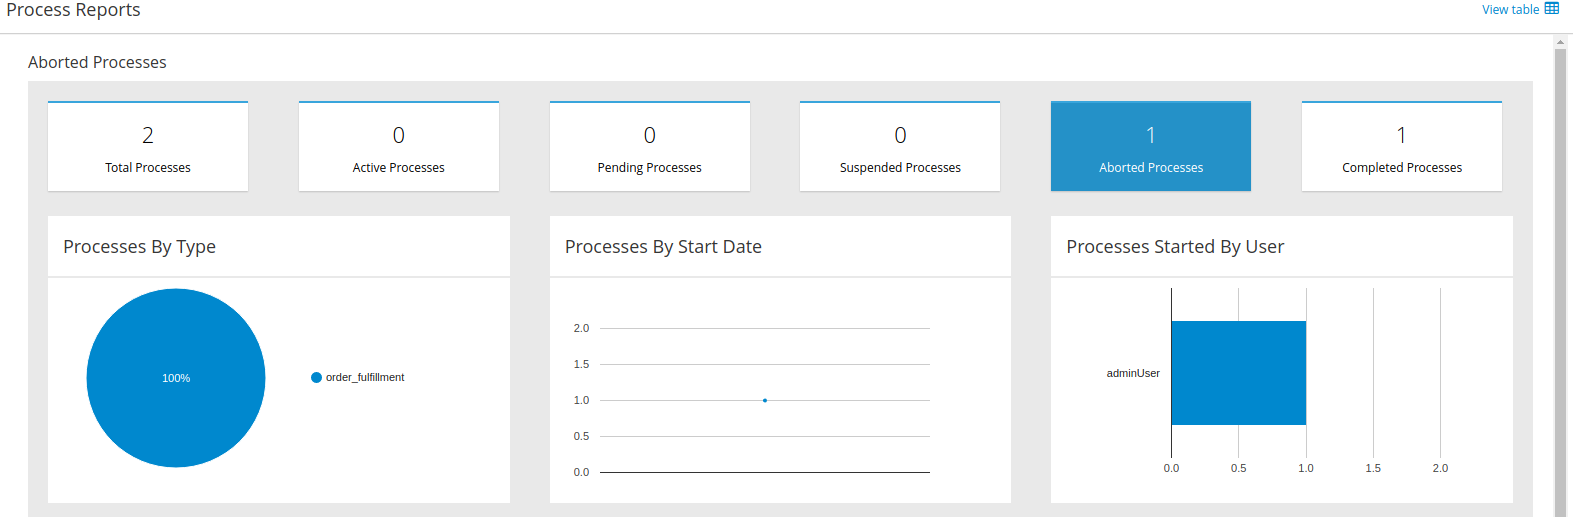 Process Reports
View table
Aborted Processes
2
Total Processes
0
Active Processes
0
Pending Processes
0
Suspended Processes
1
Aborted Processes
1
Completed Processes
Processes By Type
100%
order_fulfillment
Processes By Start Date
2.0
1.5
1.0
0.5
0.0
Processes Started By User
adminUser
0.0 0.5 1.0 1.5 2.0